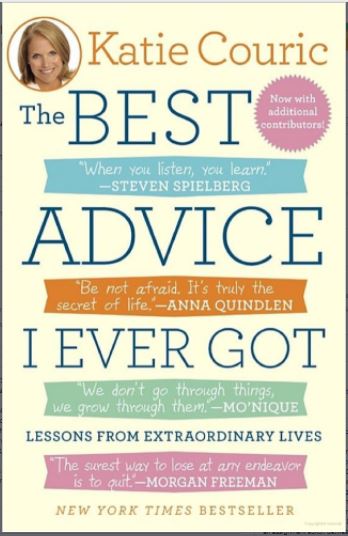 Katie Couric
The BEST
Now with
additional
contributors!
"When you listen, you learn."
—STEVEN SPIELBERG
ADVICE
"Be not afraid. It's truly the
secret of life."—ANNA QUINDLEN
I EVER GOT
"We don't go through things,
we grow through them."—MO'NIQUE
LESSONS FROM EXTRAORDINARY LIVES
"The surest way to lose at any endeavor
is to quit."—MORGAN FREEMAN
NEW YORK TIMES BESTSELLER